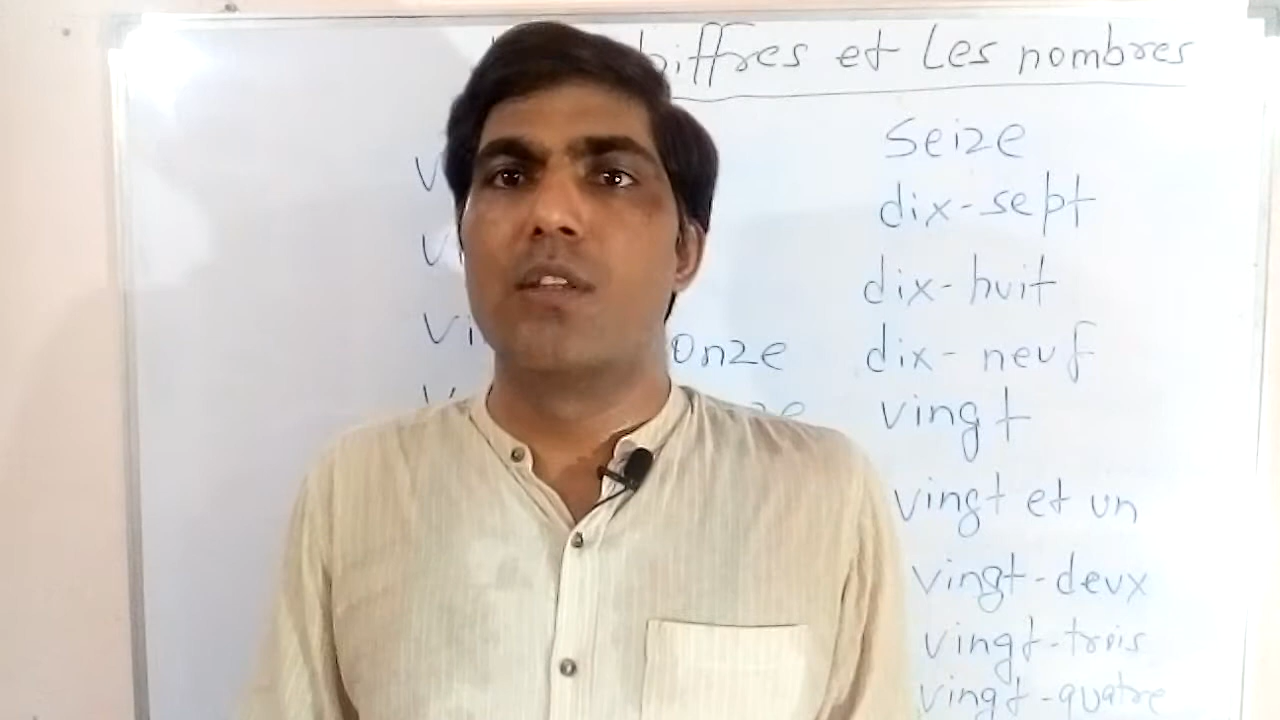 hiffres et Les nombres
Seize
dix-sept
dix-huit
onze
dix-neuf
vingt
vingt et un
vingt-deux
vingt-trois
vingt-quatre